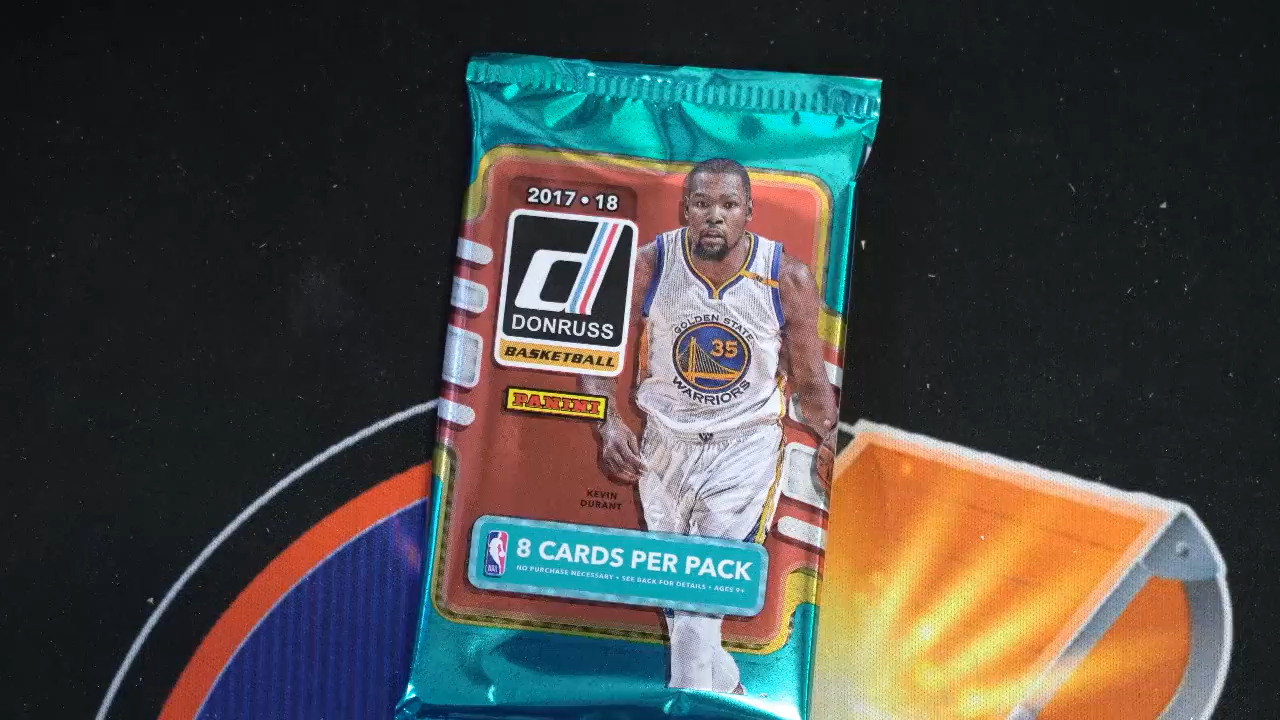 2017 • 18
d
DONRUSS
BASKETBALL
PANINI
GOLDEN STATE
35
WARRIORS
KEVIN
DURANT
NBA
8 CARDS PER PACK
NO PURCHASE NECESSARY • SEE BACK FOR DETAILS • AGES 9+